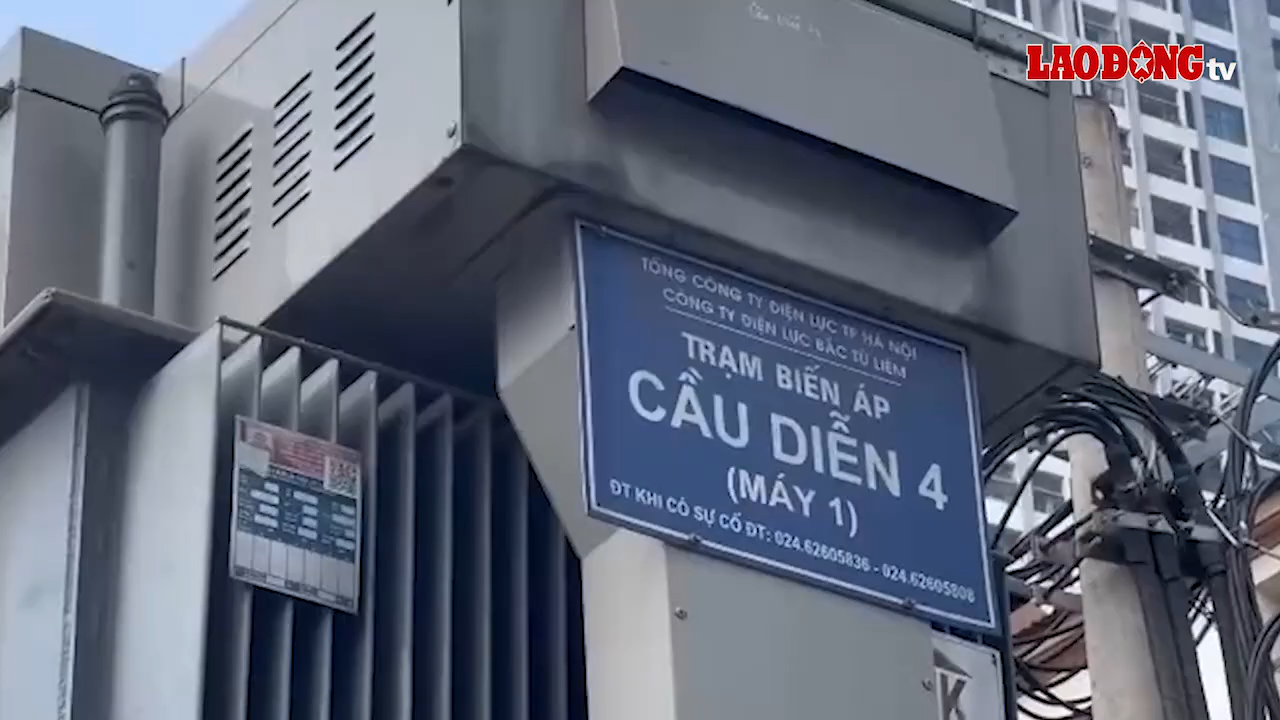 LAO ĐỘNG tv
TỔNG CÔNG TY ĐIỆN LỰC TP HÀ NỘI
CÔNG TY ĐIỆN LỰC BẮC TỪ LIÊM
TRẠM BIẾN ÁP
CẦU DIỄN 4
(MÁY 1)
ĐT KHI CÓ SỰ CỐ ĐT: 024.62605836 - 024.62605808
K